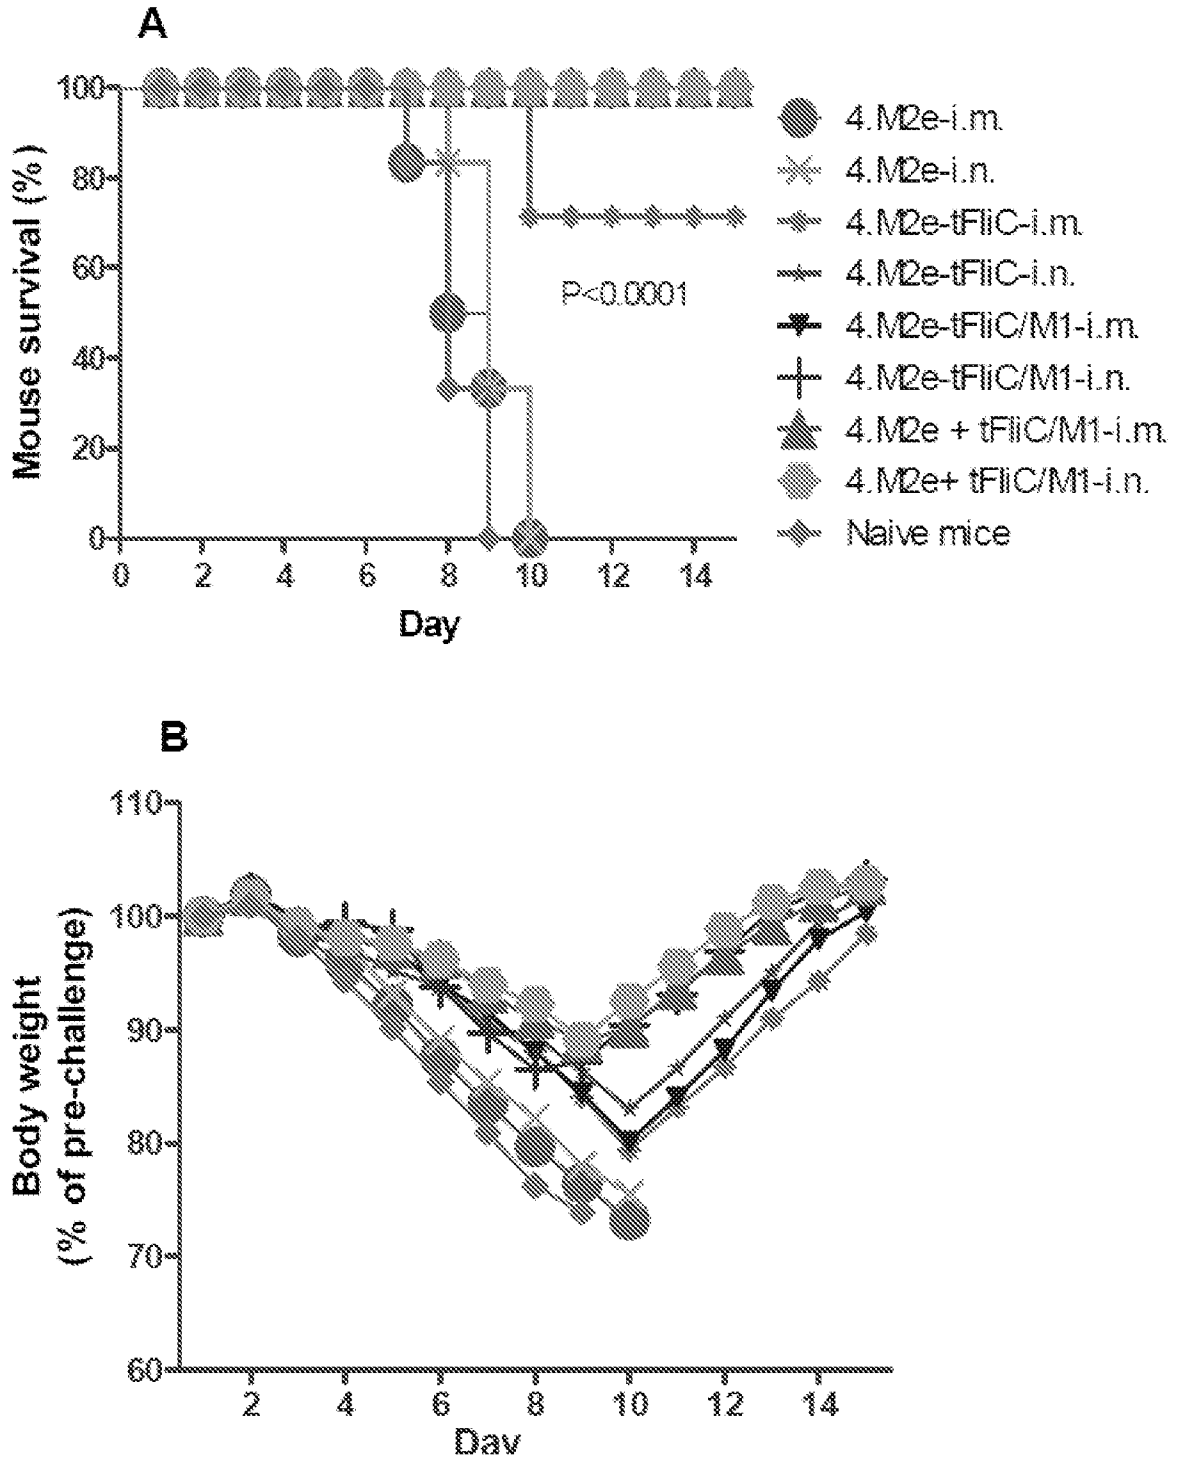 A
Mouse survival (%)
100
80
60
40
20
0
0 2 4 6 8 10 12 14
Day
P<0.0001
4.M2e-i.m.
4.M2e-i.n.
4.M2e-tFliC-i.m.
4.M2e-tFliC-i.n.
4.M2e-tFliC/M1-i.m.
4.M2e-tFliC/M1-i.n.
4.M2e + tFliC/M1-i.m.
4.M2e+ tFliC/M1-i.n.
Naive mice
B
Body weight
(% of pre-challenge)
110
100
90
80
70
60
2 4 6 8 10 12 14
Day